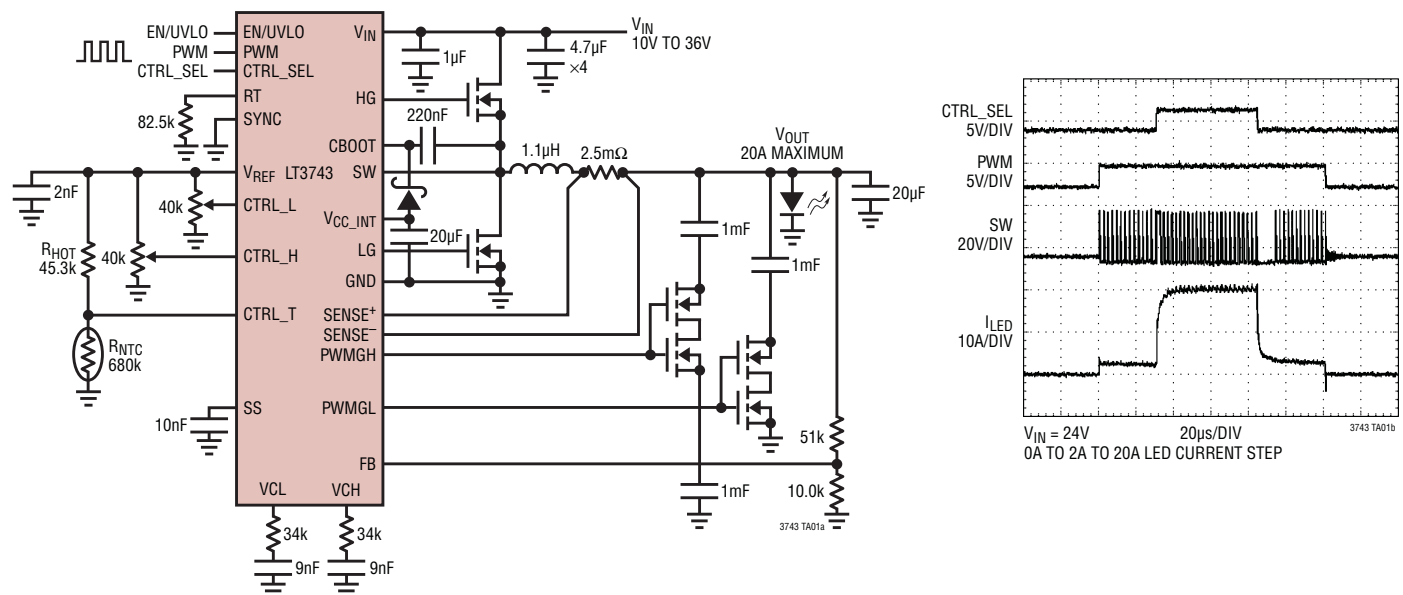 EN/UVLO
PWM
CTRL_SEL
EN/UVLO
PWM
CTRL_SEL
RT
82.5k
SYNC
VREF LT3743
2nF
40k
CTRL_L
RHOT
45.3k
40k
CTRL_H
CTRL_T
RNTC
680k
SS
10nF
VCL
VCH
34k
34k
9nF
9nF
VIN
1µF
4.7µF
×4
VIN
10V TO 36V
HG
220nF
CBOOT
SW
1.1µH
2.5mΩ
VOUT
20A MAXIMUM
20µF
VCC_INT
20µF
LG
GND
SENSE+
SENSE–
PWMGH
PWMGL
FB
1mF
1mF
1mF
51k
10.0k
3743 TA01a
CTRL_SEL
5V/DIV
PWM
5V/DIV
SW
20V/DIV
ILED
10A/DIV
VIN = 24V
20µs/DIV
3743 TA01b
0A TO 2A TO 20A LED CURRENT STEP